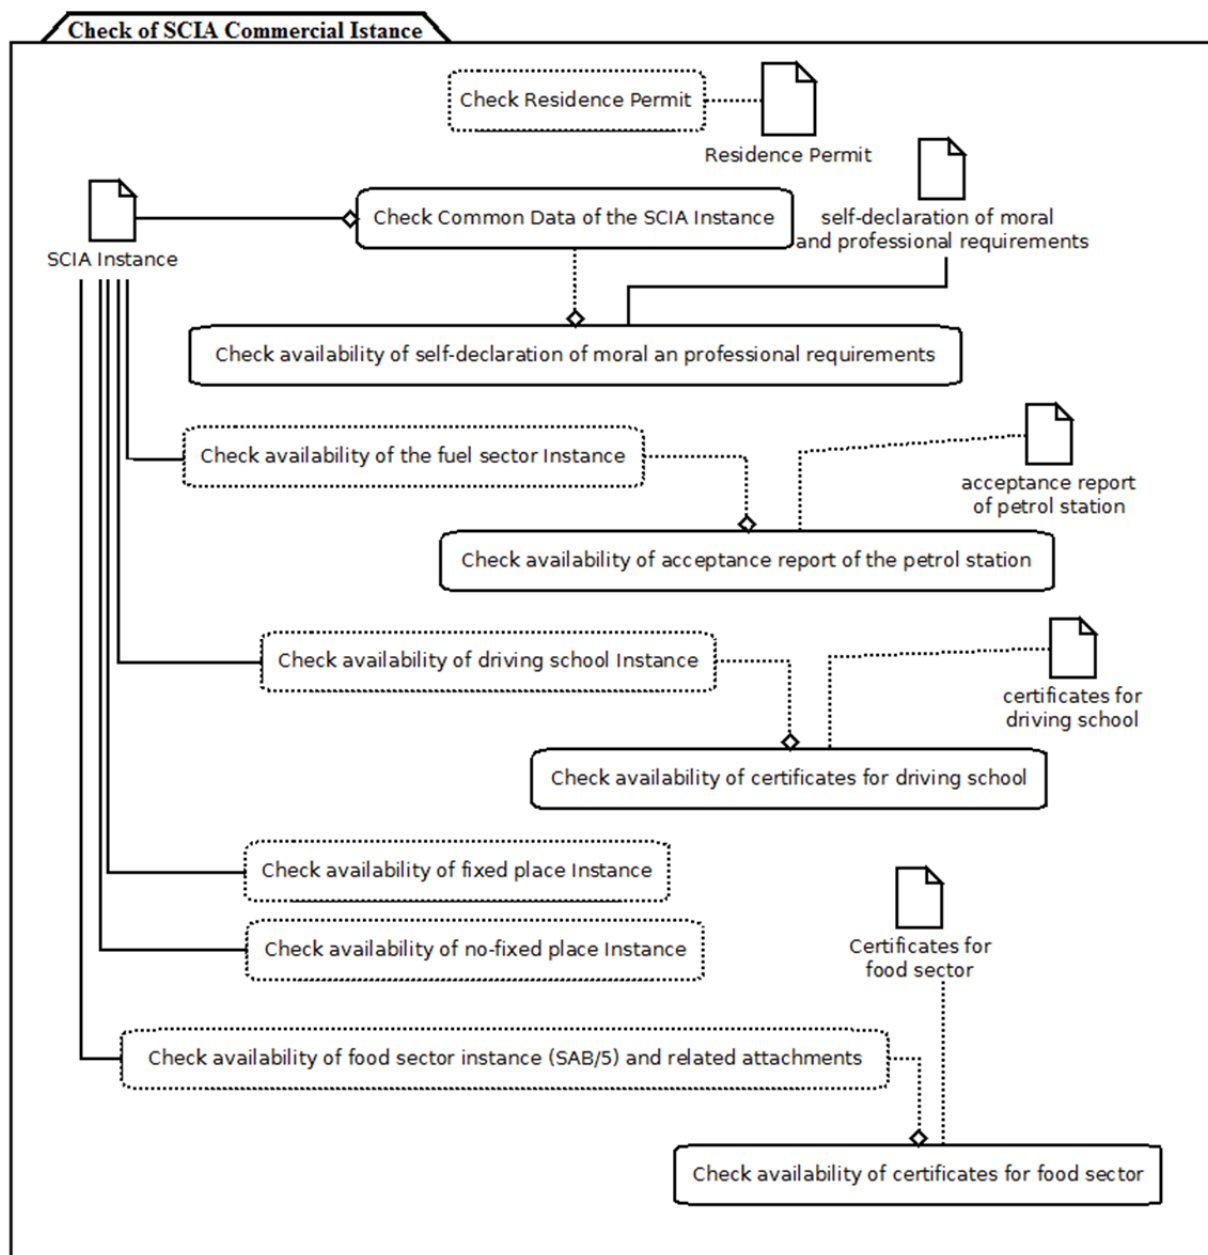 Check of SCIA Commercial Istance
Check Residence Permit
Residence Permit
SCIA Instance
Check Common Data of the SCIA Instance
self-declaration of moral
and professional requirements
Check availability of self-declaration of moral an professional requirements
Check availability of the fuel sector Instance
acceptance report
of petrol station
Check availability of acceptance report of the petrol station
Check availability of driving school Instance
certificates for
driving school
Check availability of certificates for driving school
Check availability of fixed place Instance
Check availability of no-fixed place Instance
Certificates for
food sector
Check availability of food sector instance (SAB/5) and related attachments
Check availability of certificates for food sector